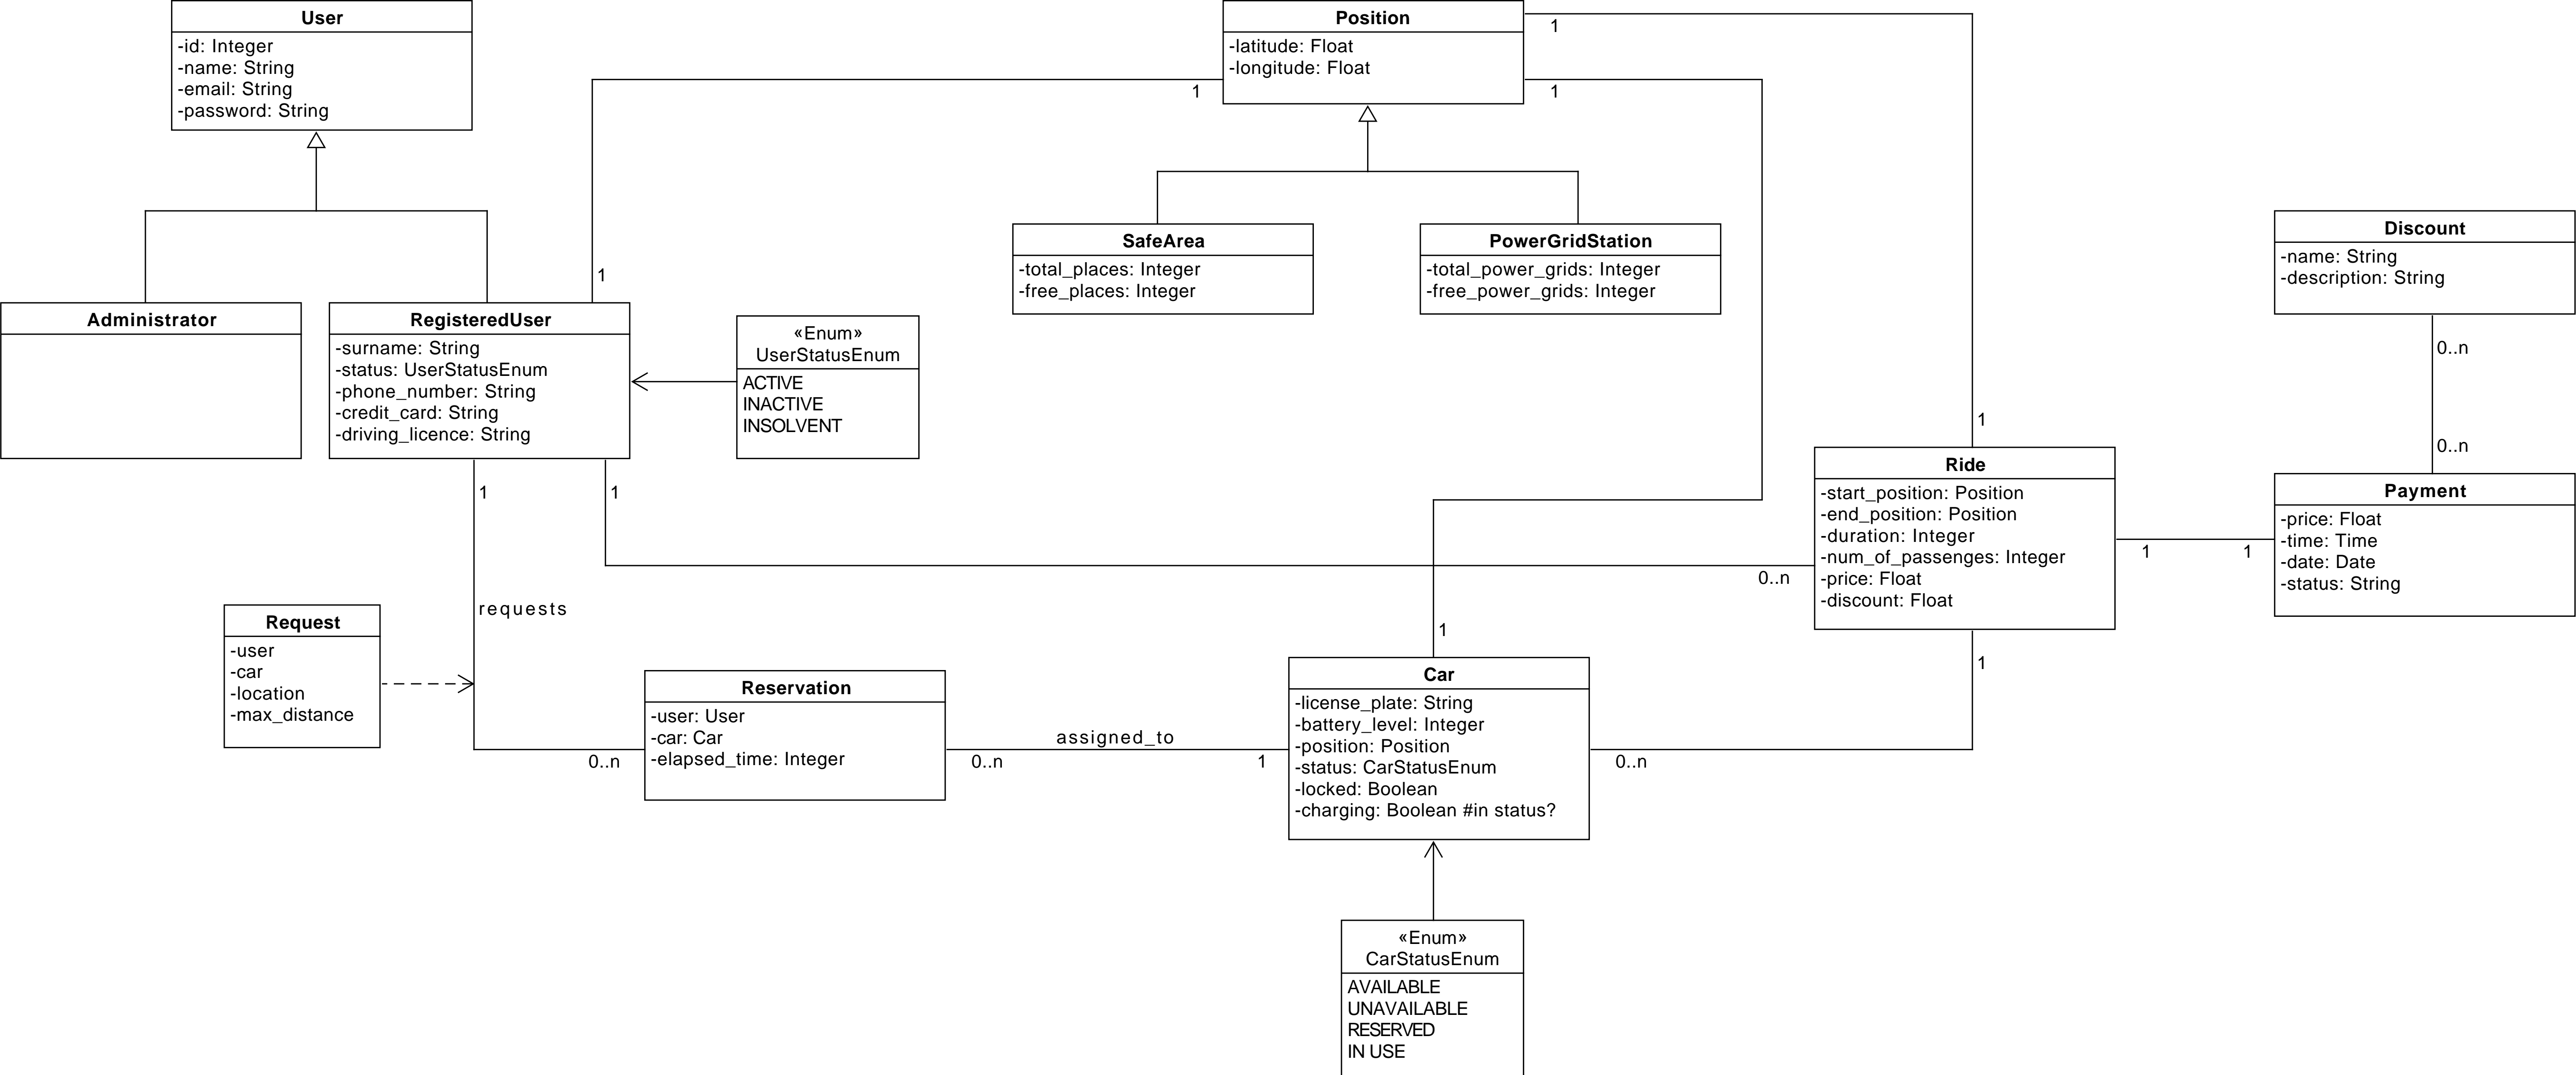 User
-id: Integer
-name: String
-email: String
-password: String
Position
-latitude: Float
-longitude: Float
1
1
1
SafeArea
-total_places: Integer
-free_places: Integer
PowerGridStation
-total_power_grids: Integer
-free_power_grids: Integer
Discount
-name: String
-description: String
0..n
0..n
1
Administrator
RegisteredUser
-surname: String
-status: UserStatusEnum
-phone_number: String
-credit_card: String
-driving_licence: String
«Enum»
UserStatusEnum
ACTIVE
INACTIVE
INSOLVENT
1
Ride
-start_position: Position
-end_position: Position
-duration: Integer
-num_of_passenges: Integer
-price: Float
-discount: Float
1
1
Payment
-price: Float
-time: Time
-date: Date
-status: String
1
1
0..n
requests
Request
-user
-car
-location
-max_distance
0..n
Reservation
-user: User
-car: Car
-elapsed_time: Integer
assigned_to
0..n
1
1
Car
-license_plate: String
-battery_level: Integer
-position: Position
-status: CarStatusEnum
-locked: Boolean
-charging: Boolean #in status?
1
0..n
«Enum»
CarStatusEnum
AVAILABLE
UNAVAILABLE
RESERVED
IN USE